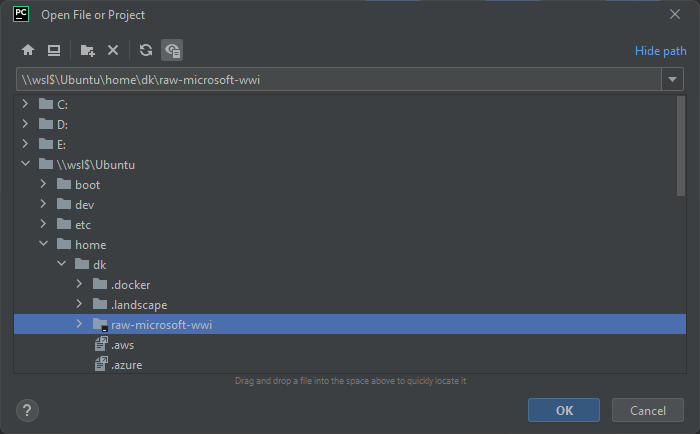 PC
Open File or Project
Hide path
\\wsl$\Ubuntu\home\dk\raw-microsoft-wwi
C:
D:
E:
\\wsl$\Ubuntu
boot
dev
etc
home
dk
.docker
.landscape
raw-microsoft-wwi
.aws
.azure
Drag and drop a file into the space above to quickly locate it
?
OK
Cancel